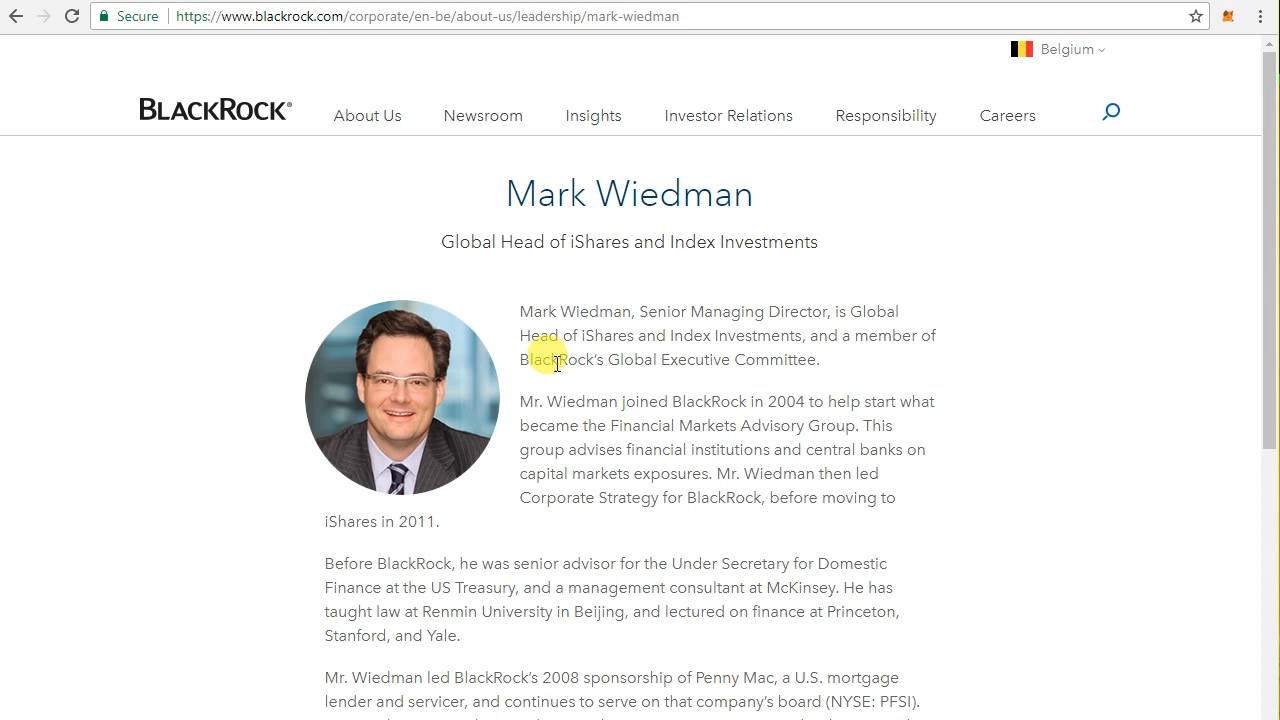 Secure https://www.blackrock.com/corporate/en-be/about-us/leadership/mark-wiedman
Belgium
BLACKROCK®
About Us Newsroom Insights Investor Relations Responsibility Careers
Mark Wiedman
Global Head of iShares and Index Investments
Mark Wiedman, Senior Managing Director, is Global
Head of iShares and Index Investments, and a member of
BlackRock’s Global Executive Committee.
Mr. Wiedman joined BlackRock in 2004 to help start what
became the Financial Markets Advisory Group. This
group advises financial institutions and central banks on
capital markets exposures. Mr. Wiedman then led
Corporate Strategy for BlackRock, before moving to
iShares in 2011.
Before BlackRock, he was senior advisor for the Under Secretary for Domestic
Finance at the US Treasury, and a management consultant at McKinsey. He has
taught law at Renmin University in Beijing, and lectured on finance at Princeton,
Stanford, and Yale.
Mr. Wiedman led BlackRock’s 2008 sponsorship of Penny Mac, a U.S. mortgage
lender and servicer, and continues to serve on that company’s board (NYSE: PFSI).